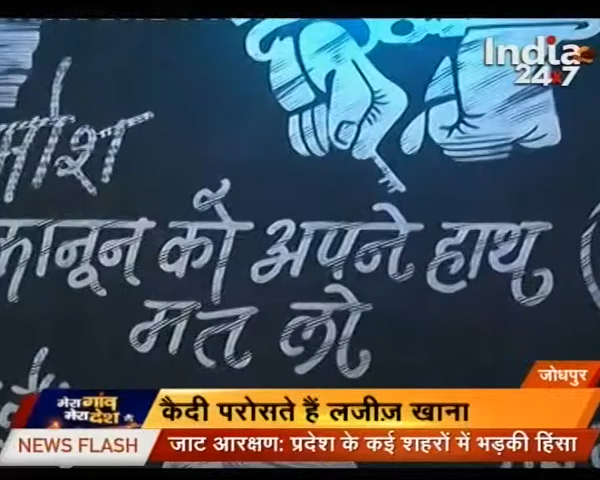 India
24x7
कानून को अपने हाथ
मत लो
जोधपुर
मेरा गांव
मेरा देश
कैदी परोसते हैं लजीज़ खाना
NEWS FLASH
जाट आरक्षण: प्रदेश के कई शहरों में भड़की हिंसा